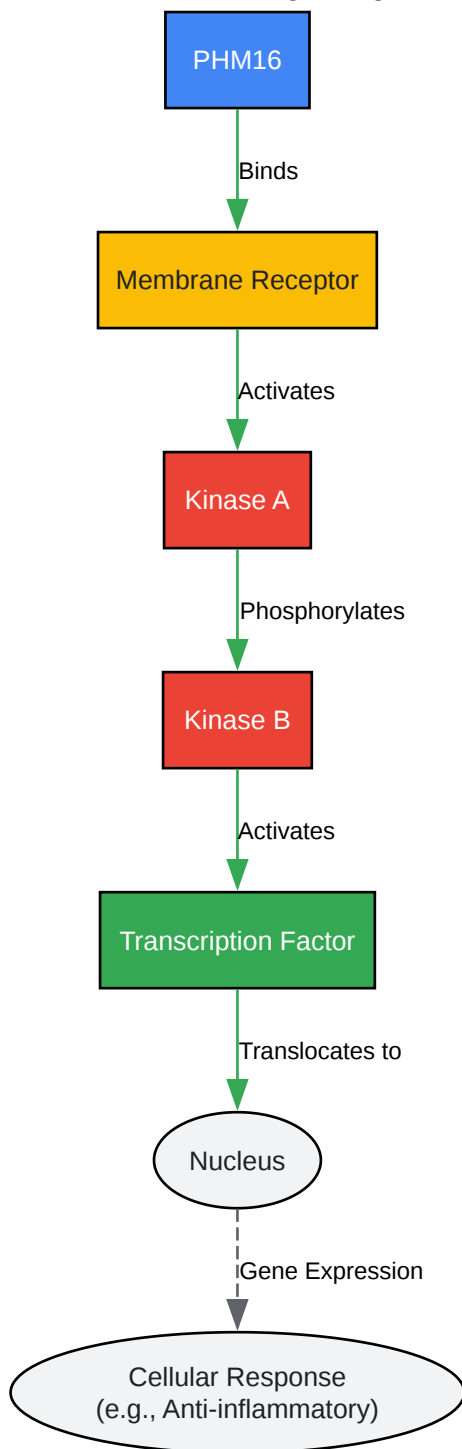 PHM16
Binds
Membrane Receptor
Activates
Kinase A
Phosphorylates
Kinase B
Activates
Transcription Factor
Translocates to
Nucleus
Gene Expression
Cellular Response
(e.g., Anti-inflammatory)